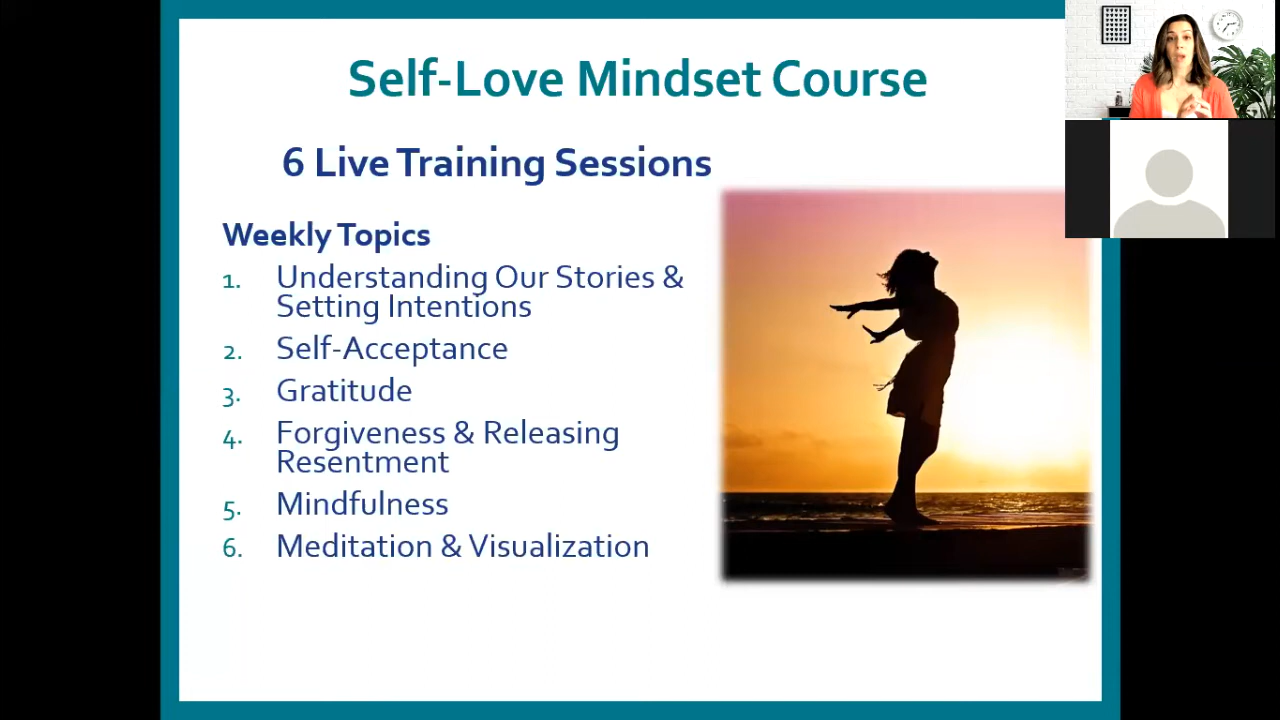 Self-Love Mindset Course
6 Live Training Sessions
Weekly Topics
1. Understanding Our Stories &
Setting Intentions
2. Self-Acceptance
3. Gratitude
4. Forgiveness & Releasing
Resentment
5. Mindfulness
6. Meditation & Visualization